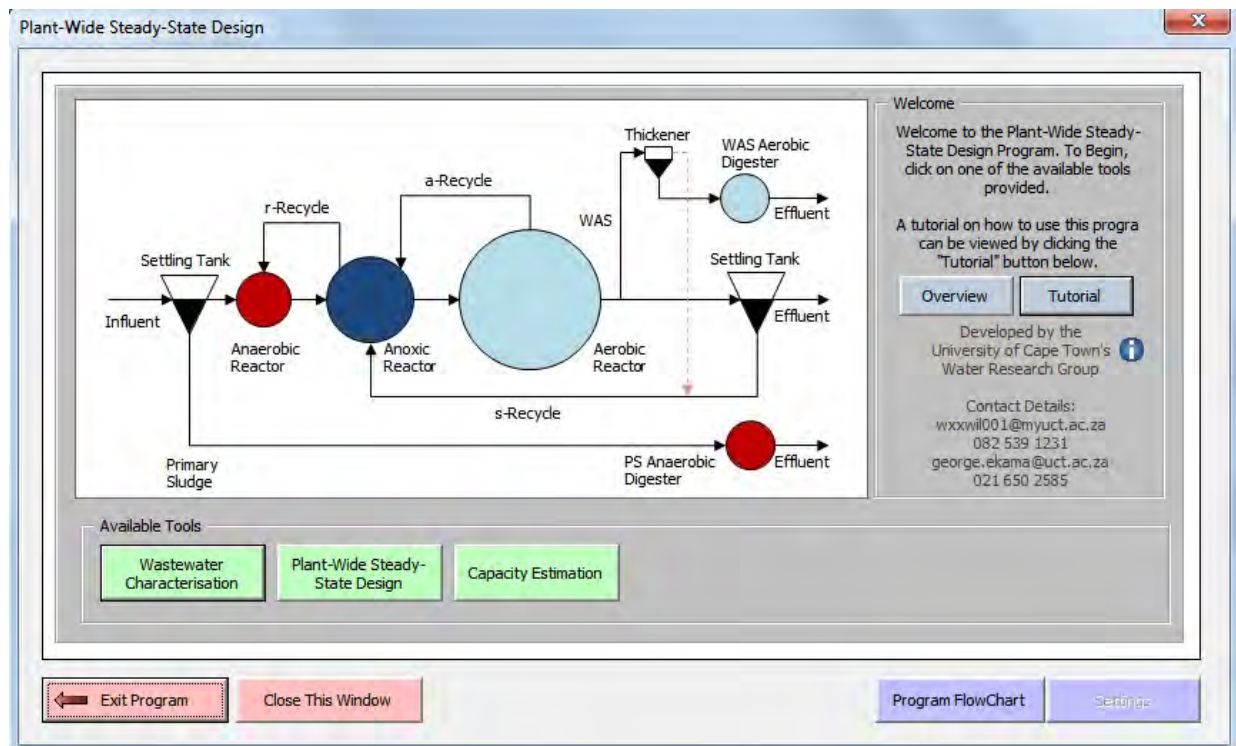 Plant-Wide Steady-State Design
Thickener
WAS Aerobic
Digester
a-Recycle
r-Recycle
WAS
Effluent
Settling Tank
Settling Tank
Influent
Effluent
Anaerobic
Reactor
Anoxic
Reactor
Aerobic
Reactor
s-Recycle
Primary
Sludge
PS Anaerobic
Digester
Effluent
Welcome
Welcome to the Plant-Wide Steady-
State Design Program. To Begin,
click on one of the available tools
provided.
A tutorial on how to use this progra
can be viewed by clicking the
"Tutorial" button below.
Overview
Tutorial
Developed by the
University of Cape Town's
Water Research Group
Contact Details:
wxxwil001@myuct.ac.za
082 539 1231
george.ekama@uct.ac.za
021 650 2585
Available Tools
Wastewater
Characterisation
Plant-Wide Steady-
State Design
Capacity Estimation
Exit Program
Close This Window
Program FlowChart
Settings